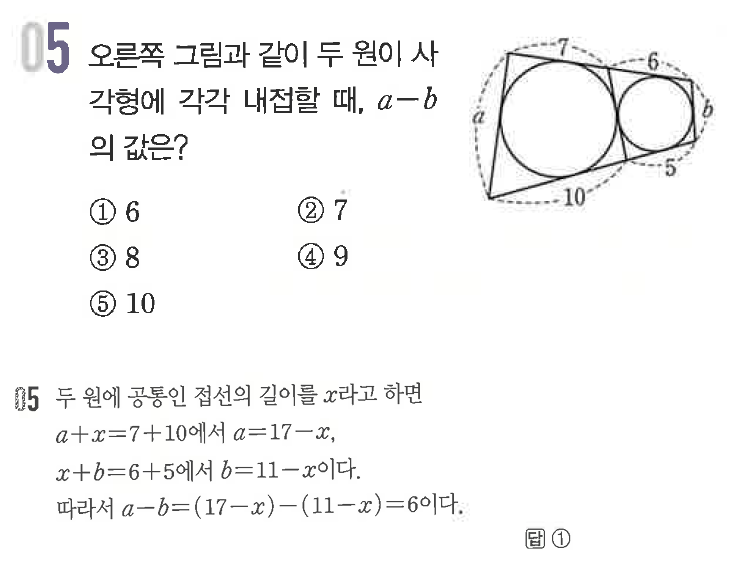 05 오른쪽 그림과 같이 두 원이 사
각형에 각각 내접할 때, a-b
의 값은?
7
6
a
b
5
10
① 6 ② 7
③ 8 ④ 9
⑤ 10
05 두 원에 공통인 접선의 길이를 x라고 하면
a+x=7+10에서 a=17-x,
x+b=6+5에서 b=11-x이다.
따라서 a-b=(17-x)-(11-x)=6이다.
답 ①